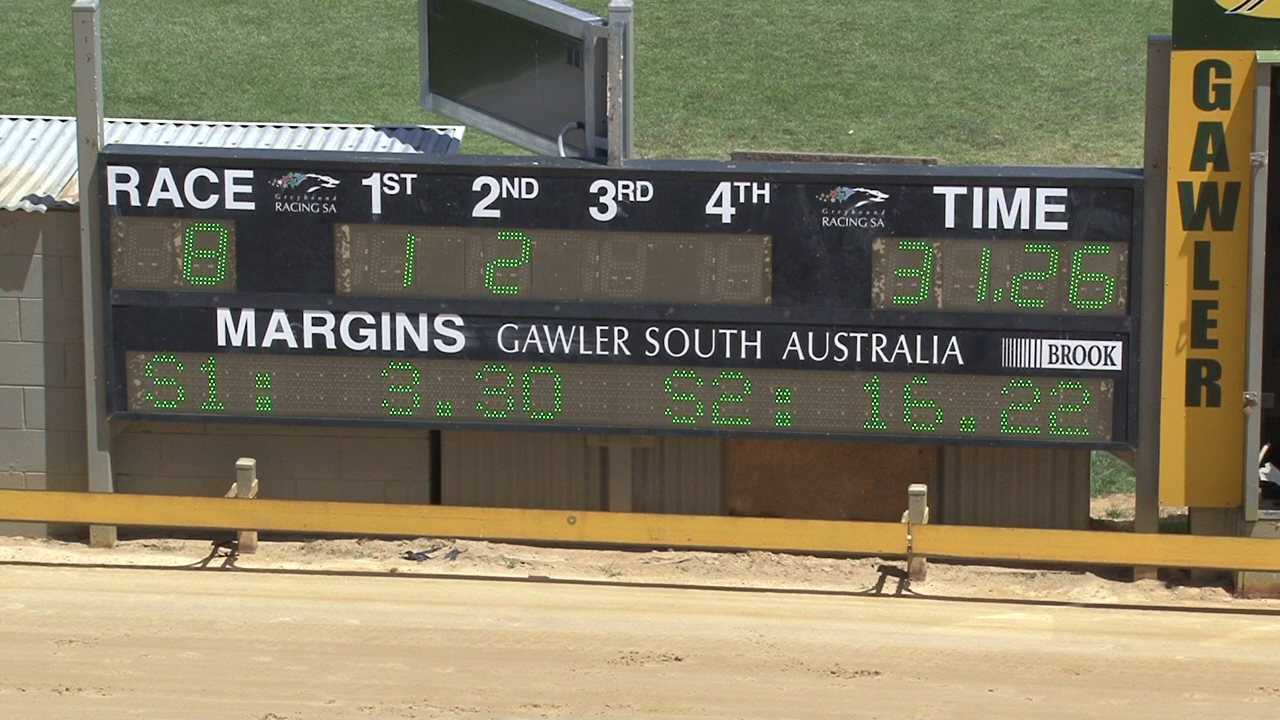 RACE Greyhound RACING SA 1ST 2ND 3RD 4TH Greyhound RACING SA TIME
8 1 2 31.26
MARGINS GAWLER SOUTH AUSTRALIA BROOK
S1: 3.30 S2: 16.22
GAWLER